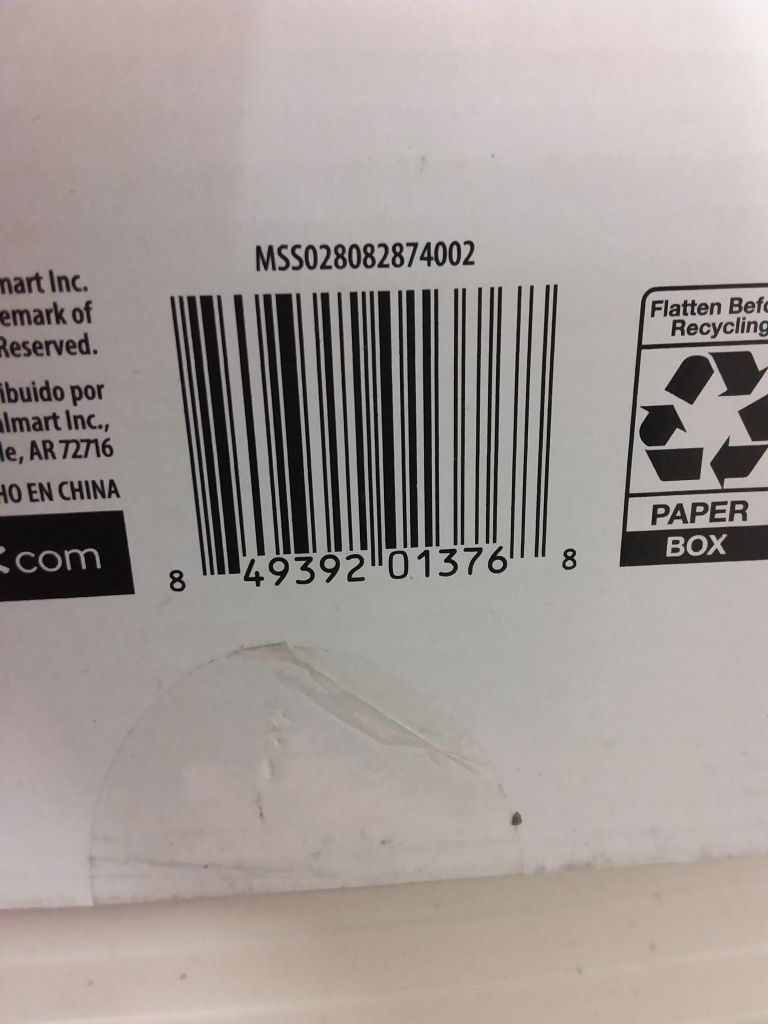 MSS028082874002
mart Inc.
emark of
Reserved.
ibuido por
almart Inc.,
le, AR 72716
HO EN CHINA
com
8 49392 01376 8
Flatten Befo
Recycling
PAPER
BOX